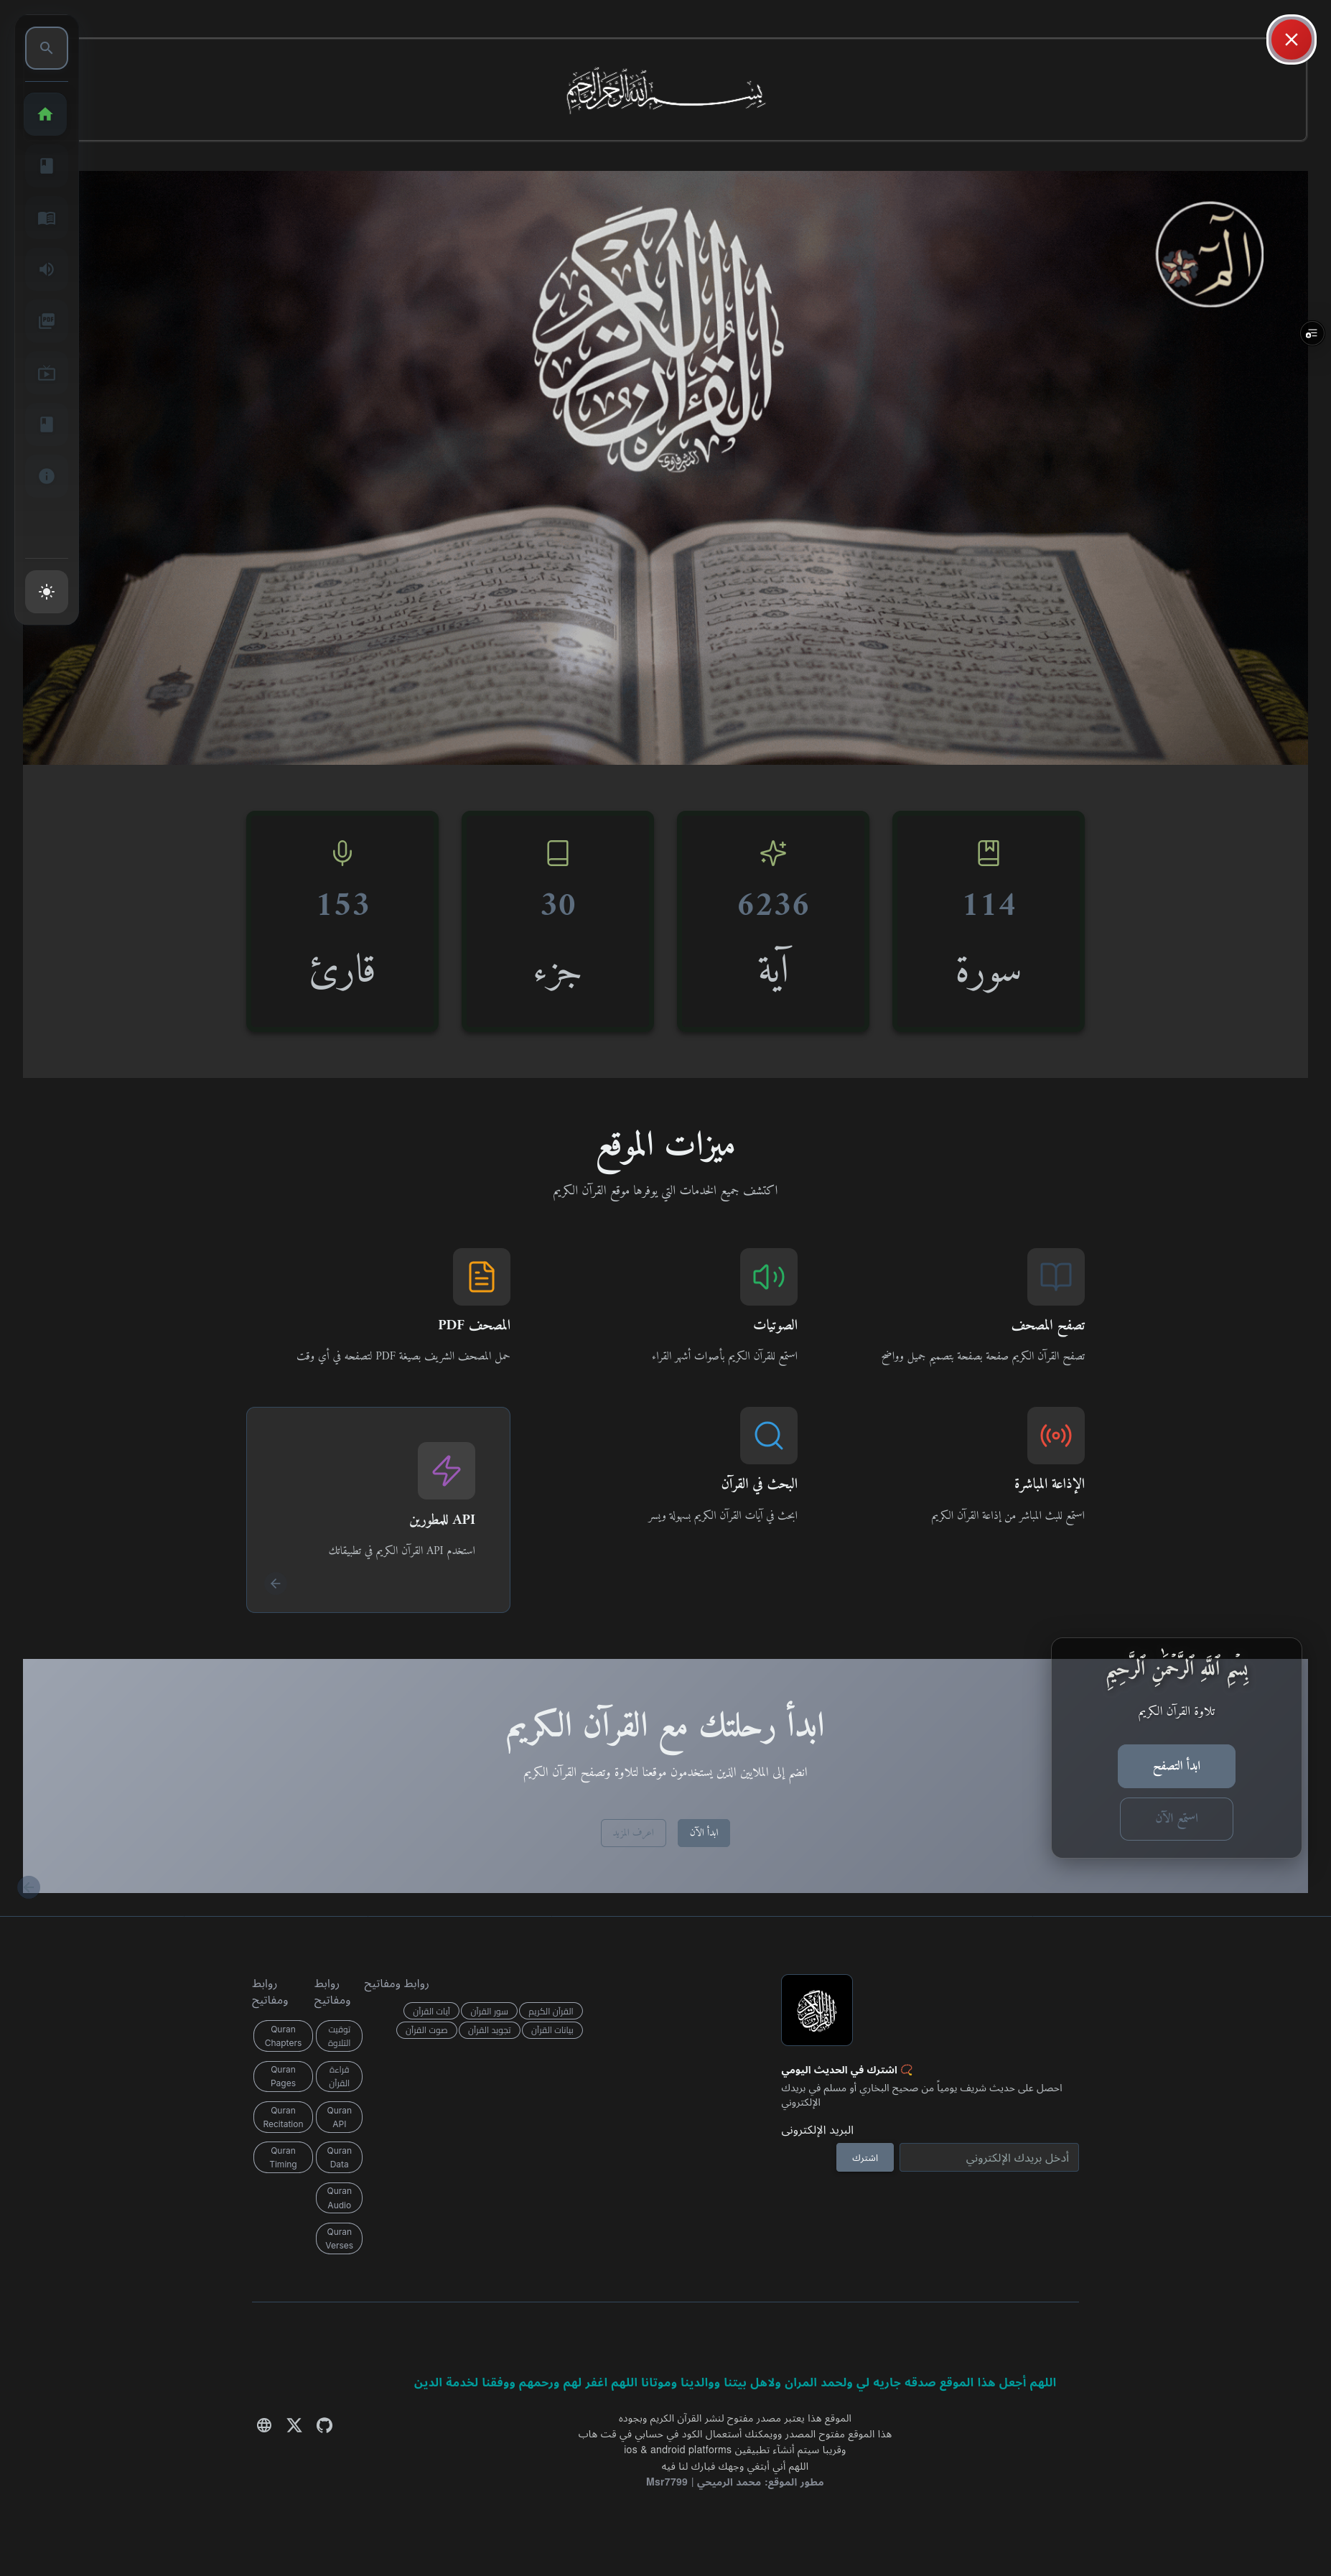 بسم الله الرحمن الرحيم
الٓمٓ
القرآن الكريم
114
سورة
6236
آية
30
جزء
153
قارئ
ميزات الموقع
اكتشف جميع الخدمات التي يوفرها موقع القرآن الكريم
تصفح المصحف
تصفح القرآن الكريم صفحة بصفحة بتصميم جميل وواضح
الصوتيات
استمع للقرآن الكريم بأصوات أشهر القراء
المصحف PDF
حمل المصحف الشريف بصيغة PDF لتصفحه في أي وقت
الإذاعة المباشرة
استمع للبث المباشر من إذاعة القرآن الكريم
البحث في القرآن
ابحث في آيات القرآن الكريم بسهولة ويسر
API للمطورين
استخدم API القرآن الكريم في تطبيقاتك
بِسْمِ ٱللَّهِ ٱلرَّحْمَٰنِ ٱلرَّحِيمِ
تلاوة القرآن الكريم
ابدأ التصفح
استمع الآن
ابدأ رحلتك مع القرآن الكريم
انضم إلى الملايين الذين يستخدمون موقعنا لتلاوة وتصفح القرآن الكريم
ابدأ الآن
اعرف المزيد
اشترك في الحديث اليومي
احصل على حديث شريف يومياً من صحيح البخاري أو مسلم في بريدك
الإلكتروني
البريد الإلكتروني
أدخل بريدك الإلكتروني
اشترك
روابط ومفاتيح
القرآن الكريم
سور القرآن
آيات القرآن
بيانات القرآن
تجويد القرآن
صوت القرآن
روابط
ومفاتيح
توقيت
التلاوة
قراءة
القرآن
Quran
API
Quran
Data
Quran
Audio
Quran
Verses
روابط
ومفاتيح
Quran
Chapters
Quran
Pages
Quran
Recitation
Quran
Timing
اللهم أجعل هذا الموقع صدقه جاريه لي ولحمد المران ولاهل بيتنا ووالدينا وموتانا اللهم اغفر لهم ورحمهم ووفقنا لخدمة الدين
الموقع هذا يعتبر مصدر مفتوح لنشر القرآن الكريم وبجوده
هذا الموقع مفتوح المصدر وويمكنك أستعمال الكود في حسابي في قت هاب
وقريبا سيتم أنشآء تطبيقين ios & android platforms
اللهم أني أبتغي وجهك فبارك لنا فيه
مطور الموقع: محمد الرميحي | Msr7799